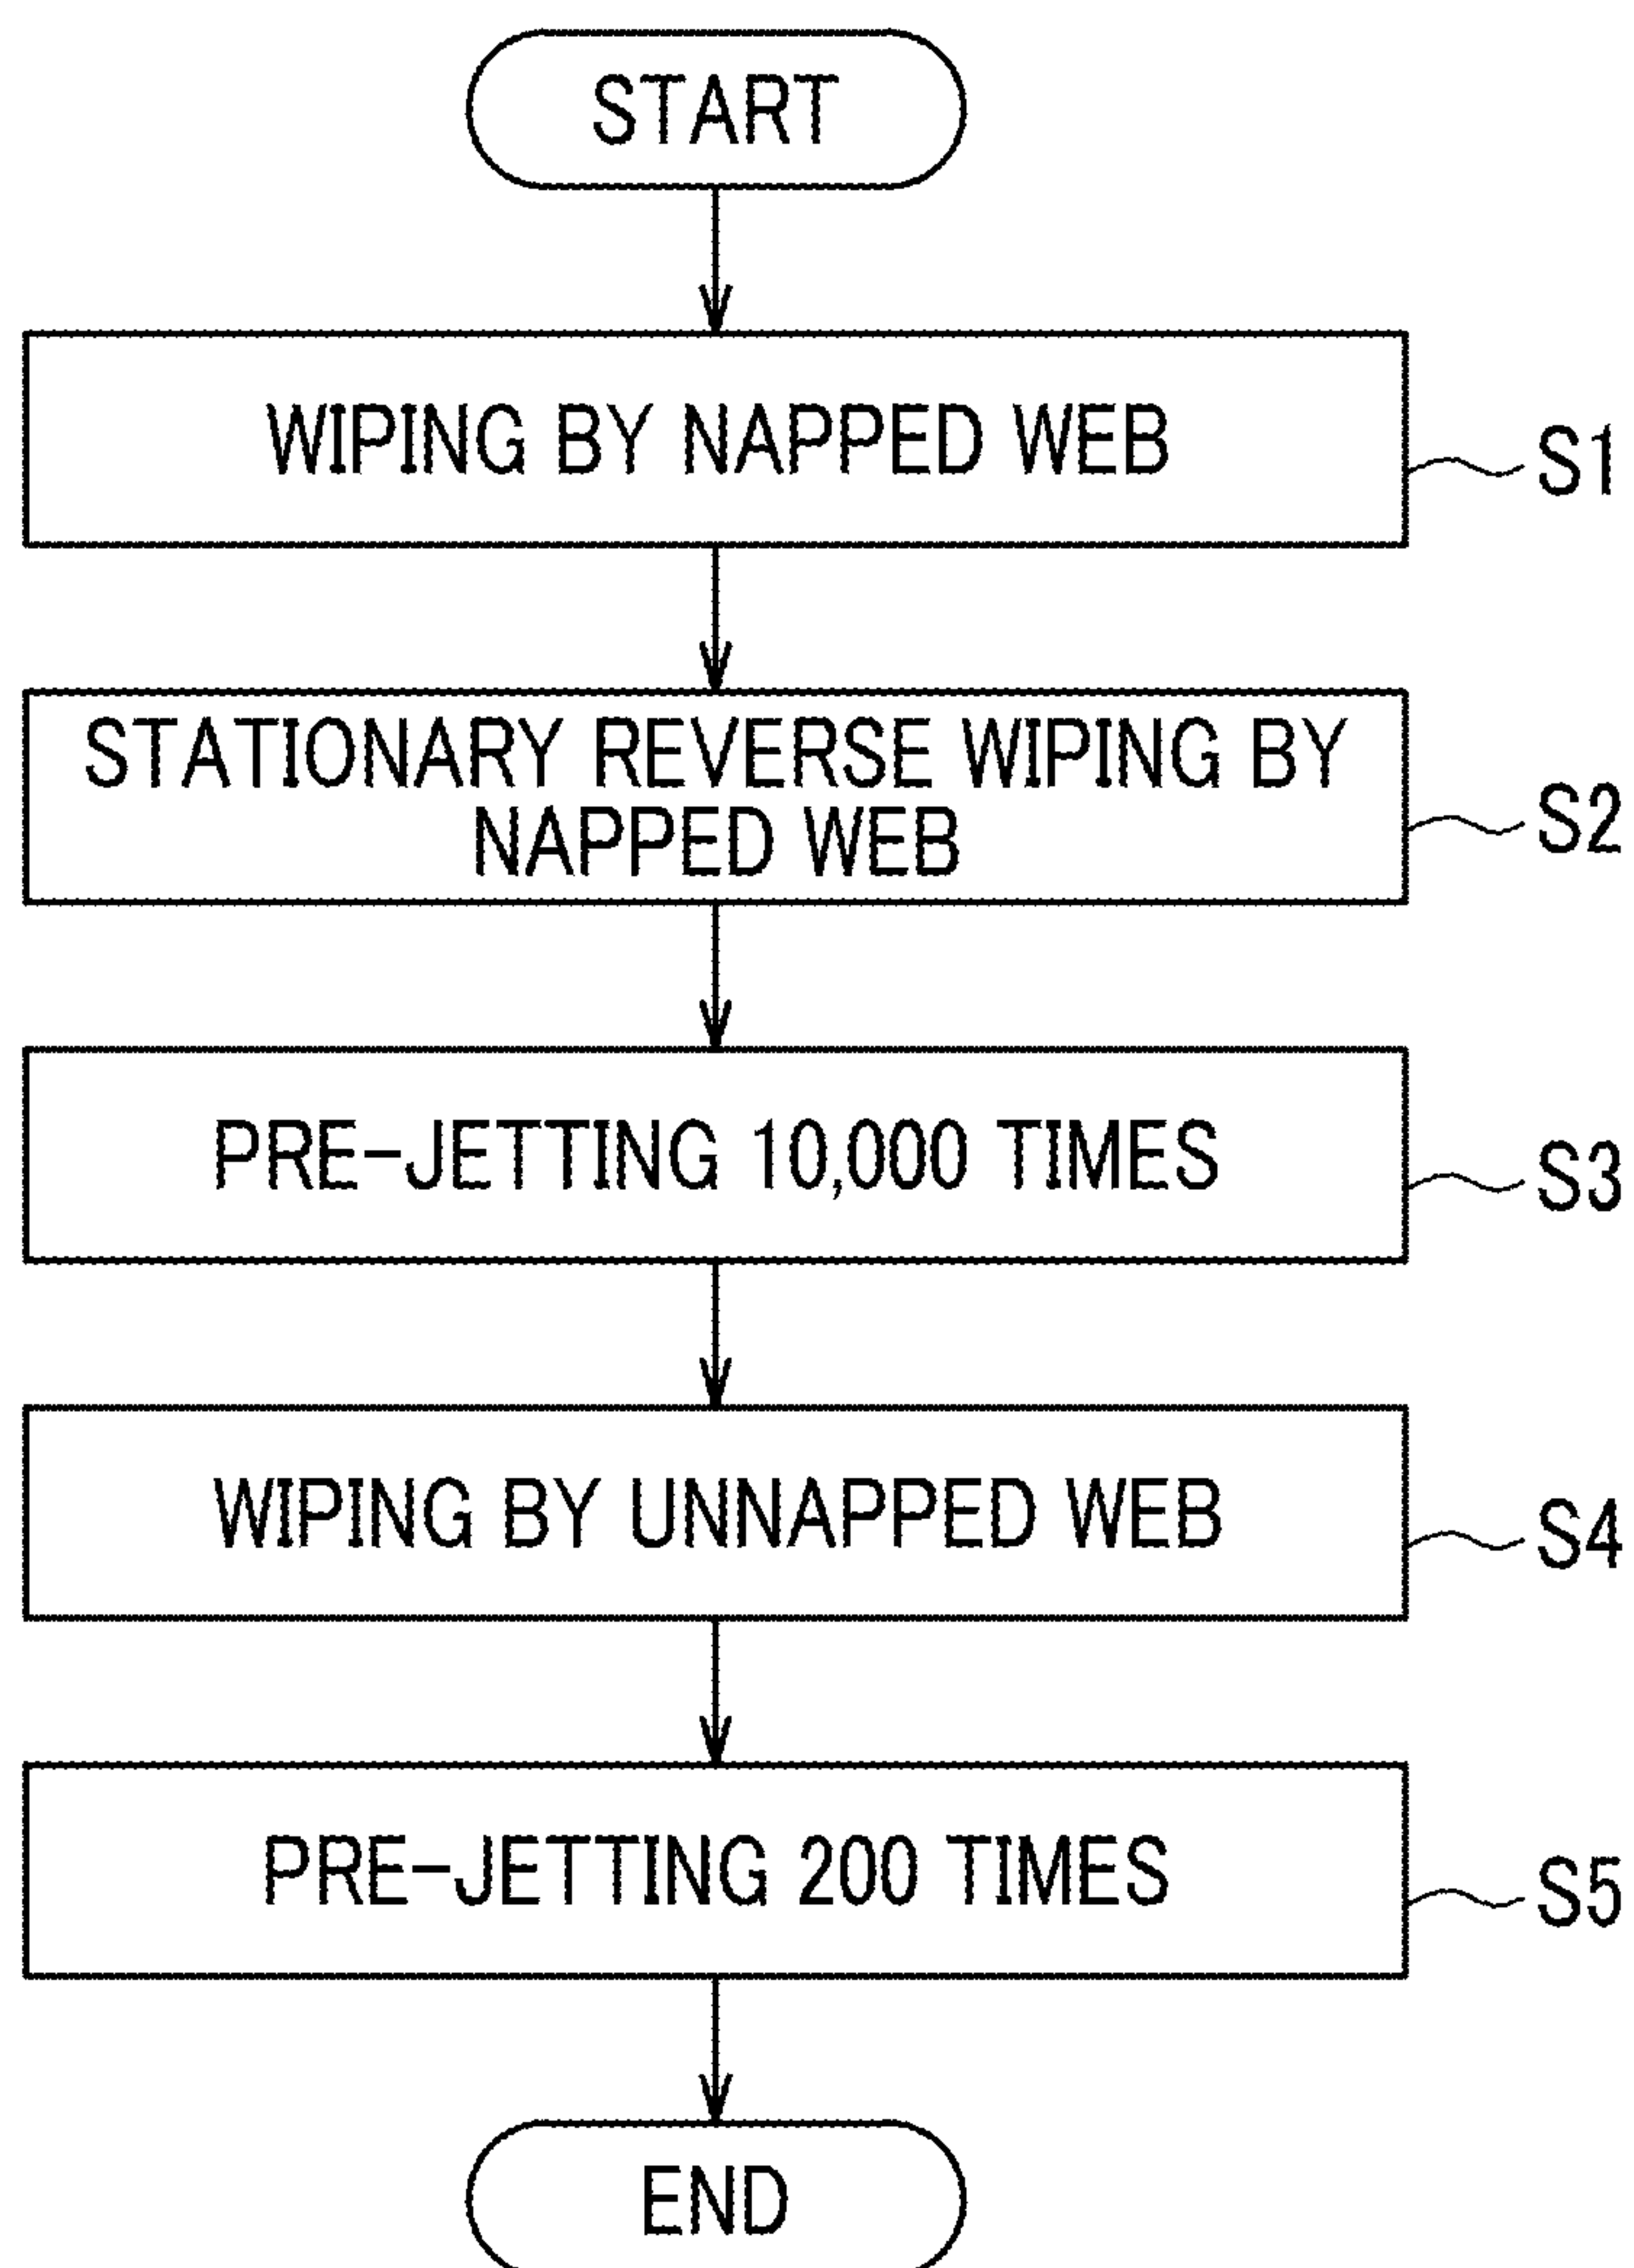 START
WIPING BY NAPPED WEB
S1
STATIONARY REVERSE WIPING BY
NAPPED WEB
S2
PRE-JETTING 10,000 TIMES
S3
WIPING BY UNNAPPED WEB
S4
PRE-JETTING 200 TIMES
S5
END